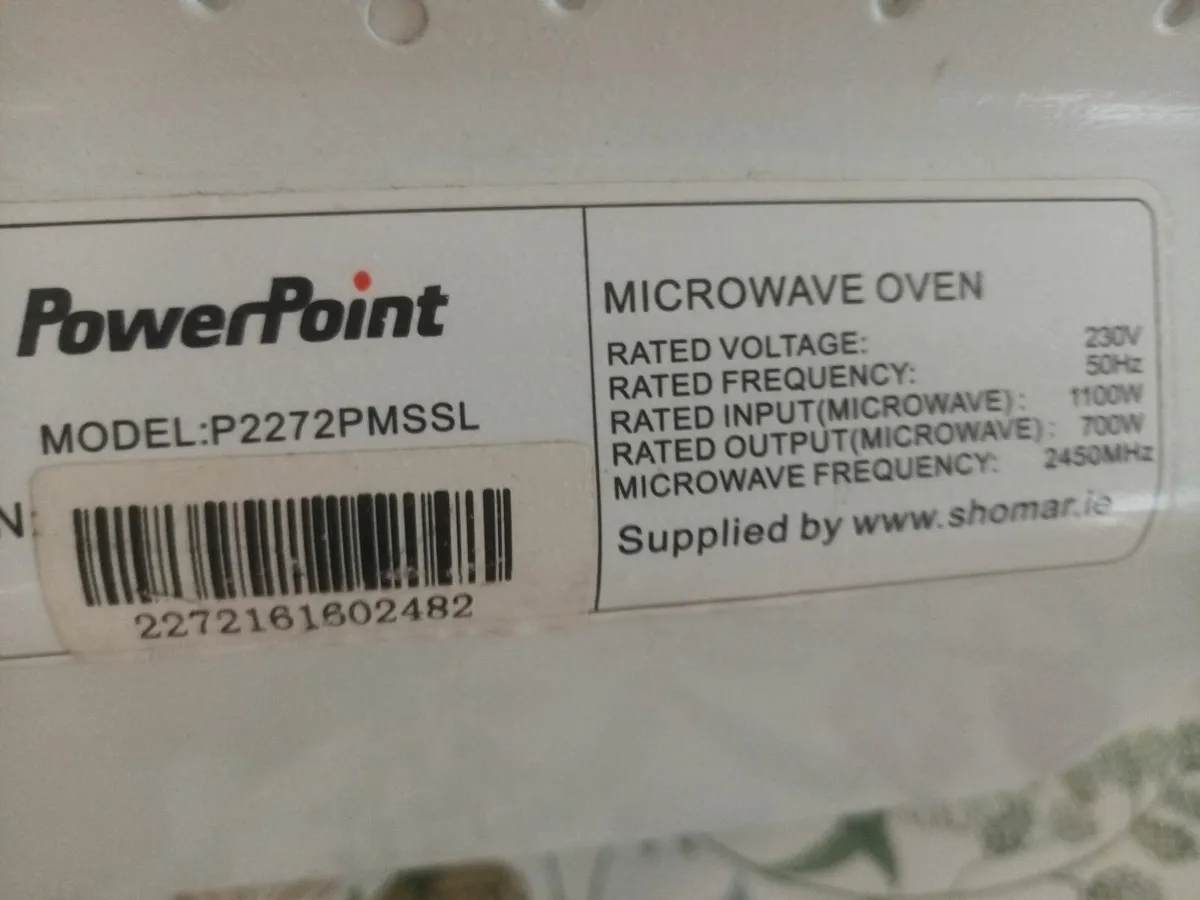 PowerPoint
MODEL:P2272PMSSL
N:
2272161602482
MICROWAVE OVEN
RATED VOLTAGE: 230V
RATED FREQUENCY: 50Hz
RATED INPUT(MICROWAVE): 1100W
RATED OUTPUT(MICROWAVE): 700W
MICROWAVE FREQUENCY: 2450MHz
Supplied by www.shomar.ie